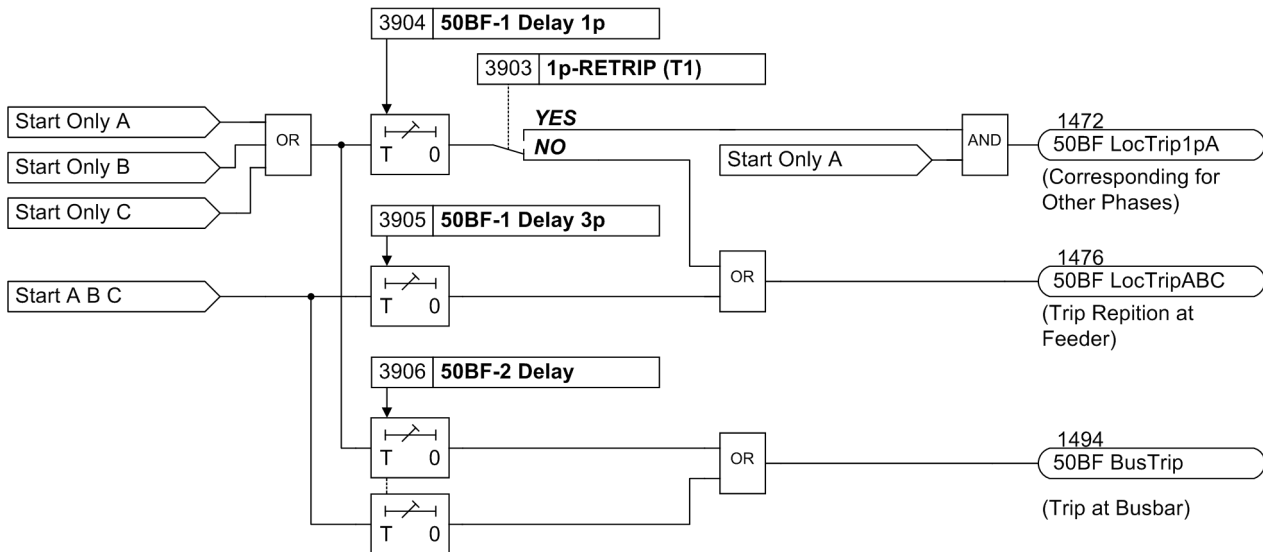 3904 50BF-1 Delay 1p
3903 1p-RETRIP (T1)
Start Only A
Start Only B
Start Only C
OR
T 0
YES
NO
Start Only A
AND
1472
50BF LocTrip1pA
(Corresponding for
Other Phases)
3905 50BF-1 Delay 3p
Start A B C
T 0
OR
1476
50BF LocTripABC
(Trip Repition at
Feeder)
3906 50BF-2 Delay
T 0
T 0
OR
1494
50BF BusTrip
(Trip at Busbar)